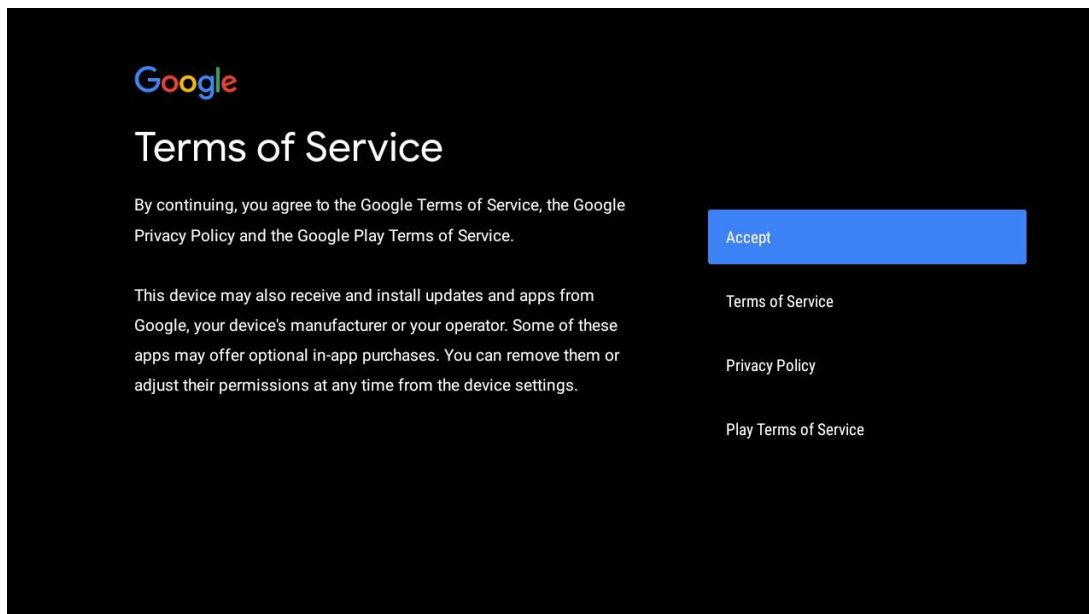 Google
Terms of Service
By continuing, you agree to the Google Terms of Service, the Google
Privacy Policy and the Google Play Terms of Service.
This device may also receive and install updates and apps from
Google, your device's manufacturer or your operator. Some of these
apps may offer optional in-app purchases. You can remove them or
adjust their permissions at any time from the device settings.
Accept
Terms of Service
Privacy Policy
Play Terms of Service